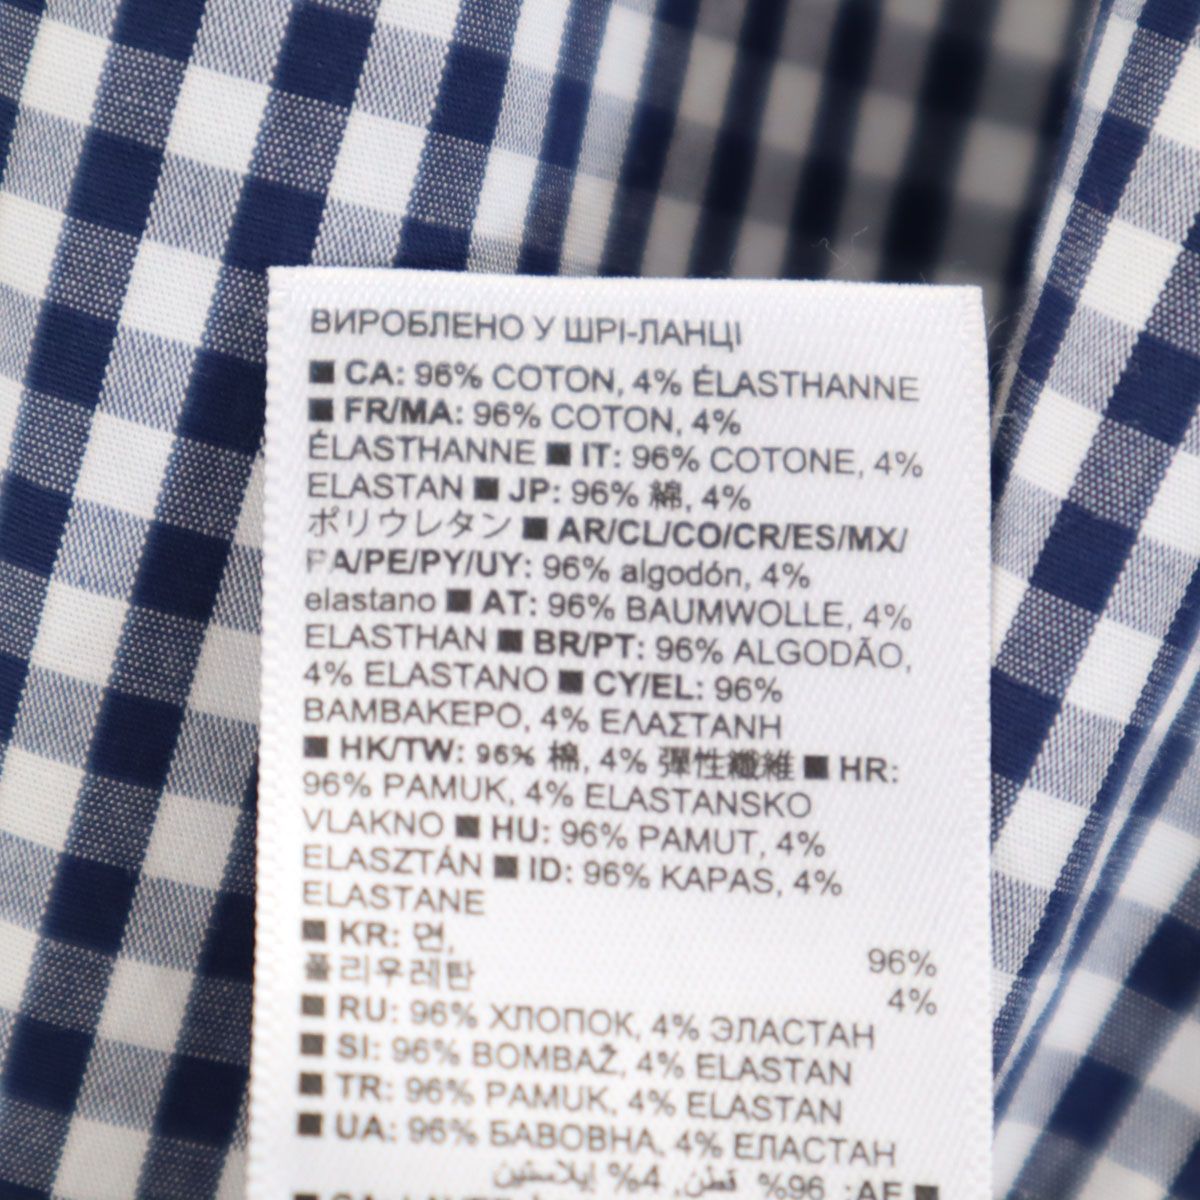 ВИРОБЛЕНО У ШРІ-ЛАНЦІ
■ CA: 96% COTON, 4% ÉLASTHANNE
■ FR/MA: 96% COTON, 4%
ÉLASTHANNE ■ IT: 96% COTONE, 4%
ELASTAN ■ JP: 96% 綿, 4%
ポリウレタン ■ AR/CL/CO/CR/ES/MX/
PA/PE/PY/UY: 96% algodón, 4%
elastano ■ AT: 96% BAUMWOLLE, 4%
ELASTHAN ■ BR/PT: 96% ALGODÃO,
4% ELASTANO ■ CY/EL: 96%
ΒΑΜΒΑΚΕΡΟ, 4% ΕΛΑΣΤΑΝΗ
■ HK/TW: 96% 棉, 4% 彈性纖維 ■ HR:
96% PAMUK, 4% ELASTANSKO
VLAKNO ■ HU: 96% PAMUT, 4%
ELASZTÁN ■ ID: 96% KAPAS, 4%
ELASTANE
■ KR: 면, 96%
폴리우레탄 4%
■ RU: 96% ХЛОПОК, 4% ЭЛАСТАН
■ SI: 96% BOMBAŽ, 4% ELASTAN
■ TR: 96% PAMUK, 4% ELASTAN
■ UA: 96% БАВОВНА, 4% ЕЛАСТАН
■ AE: 96% قطن, 4% إيلاستين